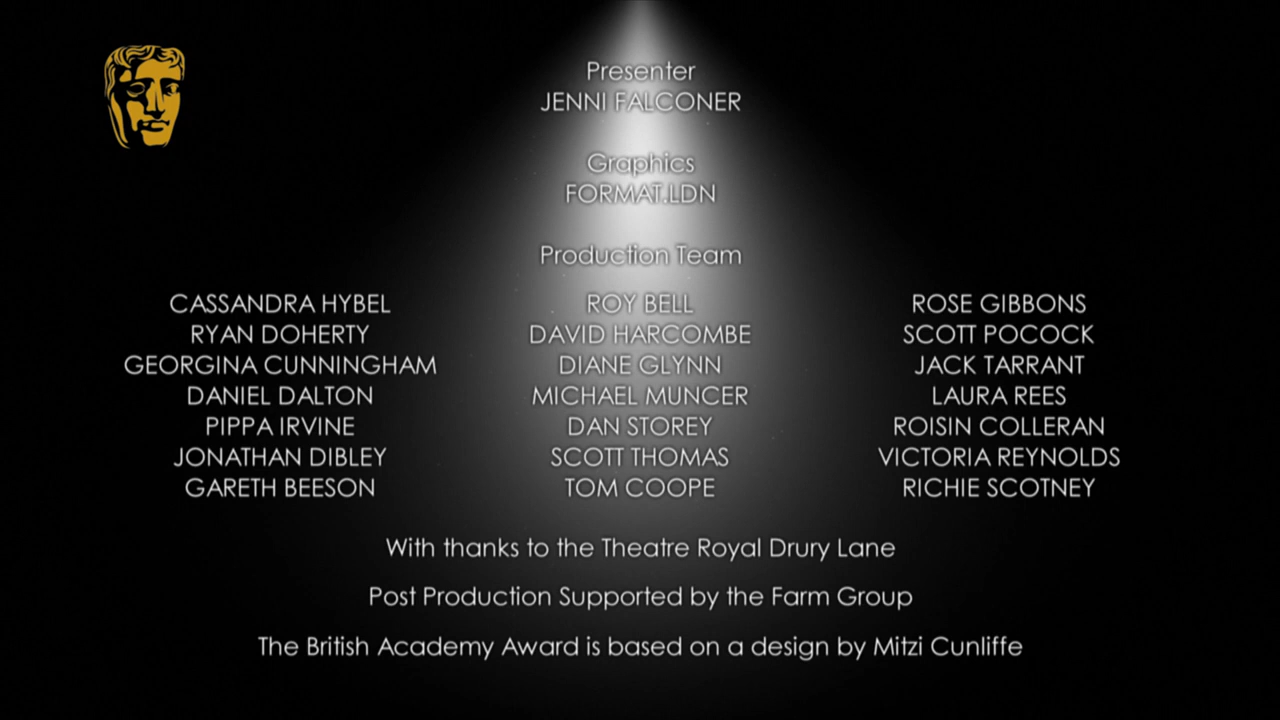 Presenter
JENNI FALCONER
Graphics
FORMAT.LDN
Production Team
CASSANDRA HYBEL
RYAN DOHERTY
GEORGINA CUNNINGHAM
DANIEL DALTON
PIPPA IRVINE
JONATHAN DIBLEY
GARETH BEESON
ROY BELL
DAVID HARCOMBE
DIANE GLYNN
MICHAEL MUNCER
DAN STOREY
SCOTT THOMAS
TOM COOPE
ROSE GIBBONS
SCOTT POCOCK
JACK TARRANT
LAURA REES
ROISIN COLLERAN
VICTORIA REYNOLDS
RICHIE SCOTNEY
With thanks to the Theatre Royal Drury Lane
Post Production Supported by the Farm Group
The British Academy Award is based on a design by Mitzi Cunliffe